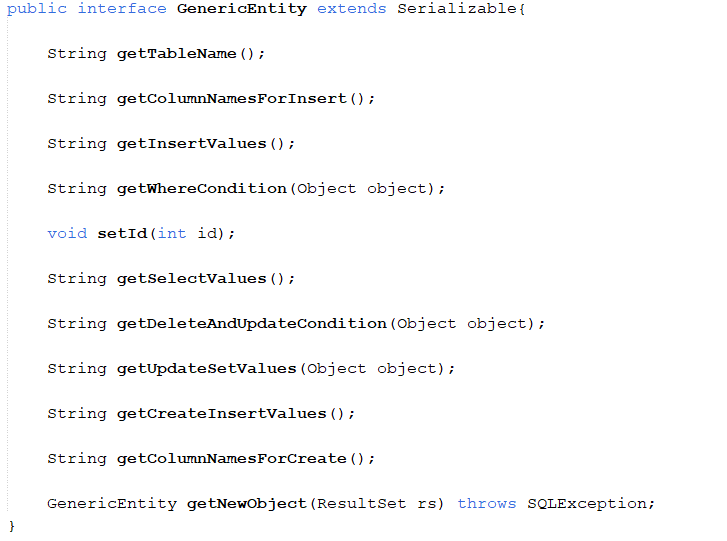 public interface GenericEntity extends Serializable{
String getTableName();
String getColumnNamesForInsert();
String getInsertValues();
String getWhereCondition(Object object);
void setId(int id);
String getSelectValues();
String getDeleteAndUpdateCondition(Object object);
String getUpdateSetValues(Object object);
String getCreateInsertValues();
String getColumnNamesForCreate();
GenericEntity getNewObject(ResultSet rs) throws SQLException;
}